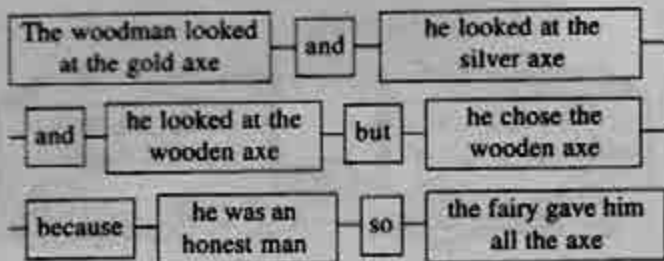 The woodman looked at the gold axe
and
he looked at the silver axe
and
he looked at the wooden axe
but
he chose the wooden axe
because
he was an honest man
so
the fairy gave him all the axe